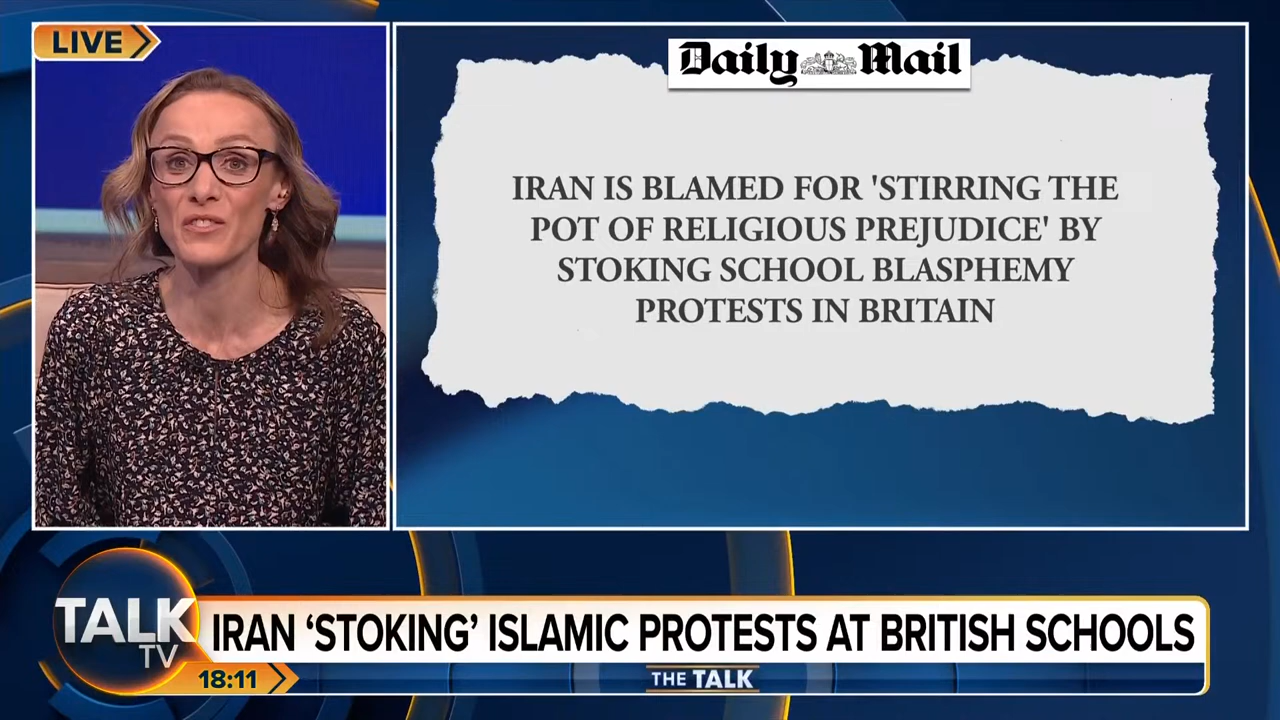 LIVE
Daily Mail
IRAN IS BLAMED FOR 'STIRRING THE
POT OF RELIGIOUS PREJUDICE' BY
STOKING SCHOOL BLASPHEMY
PROTESTS IN BRITAIN
TALK
TV
IRAN ‘STOKING’ ISLAMIC PROTESTS AT BRITISH SCHOOLS
18:11
THE TALK